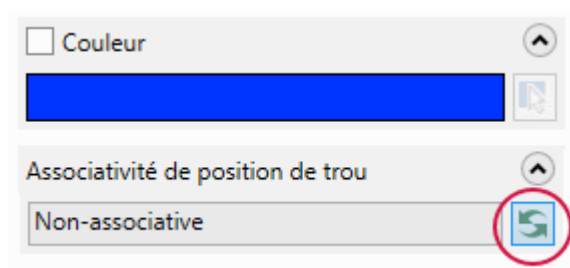 Couleur
Associativité de position de trou
Non-associative